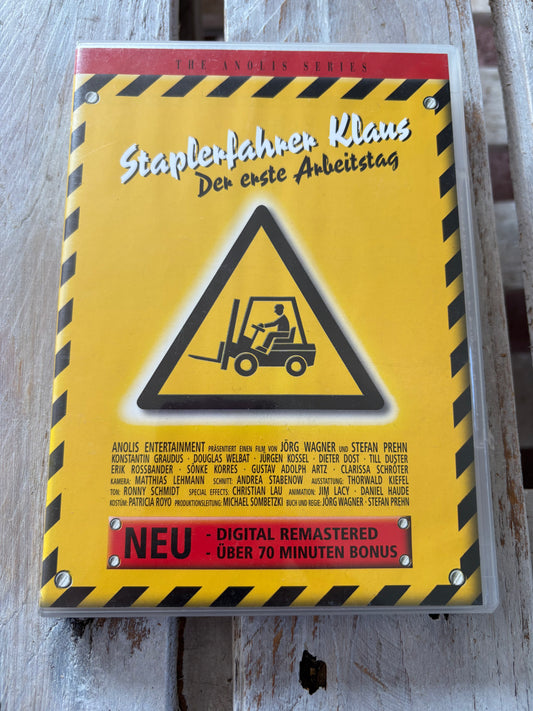 THE ANOLIS SERIES
Staplerfahrer Klaus
Der erste Arbeitstag
ANOLIS ENTERTAINMENT PRÄSENTIERT EINEN FILM VON JÖRG WAGNER UND STEFAN PREHN
KONSTANTIN GRAUDUS · DOUGLAS WELBAT · JÜRGEN KOSSEL · DIETER DOST · TILL DUSTER
ERIK ROSSBANDER · SÖNKE KORRES · GUSTAV ADOLPH ARTZ · CLARISSA SCHRÖTER
KAMERA: MATTHIAS LEHMANN SCHNITT: ANDREA STABENOW AUSSTATTUNG: THORWALD KIEFEL
TON: RONNY SCHMIDT SPECIAL EFFECTS: CHRISTIAN LAU ANIMATION: JIM LACY · DANIEL HAUDE
KOSTÜM: PATRICIA ROYO PRODUKTIONSLEITUNG: MICHAEL SOMBETZKI BUCH UND REGIE: JÖRG WAGNER · STEFAN PREHN
NEU - DIGITAL REMASTERED
- ÜBER 70 MINUTEN BONUS